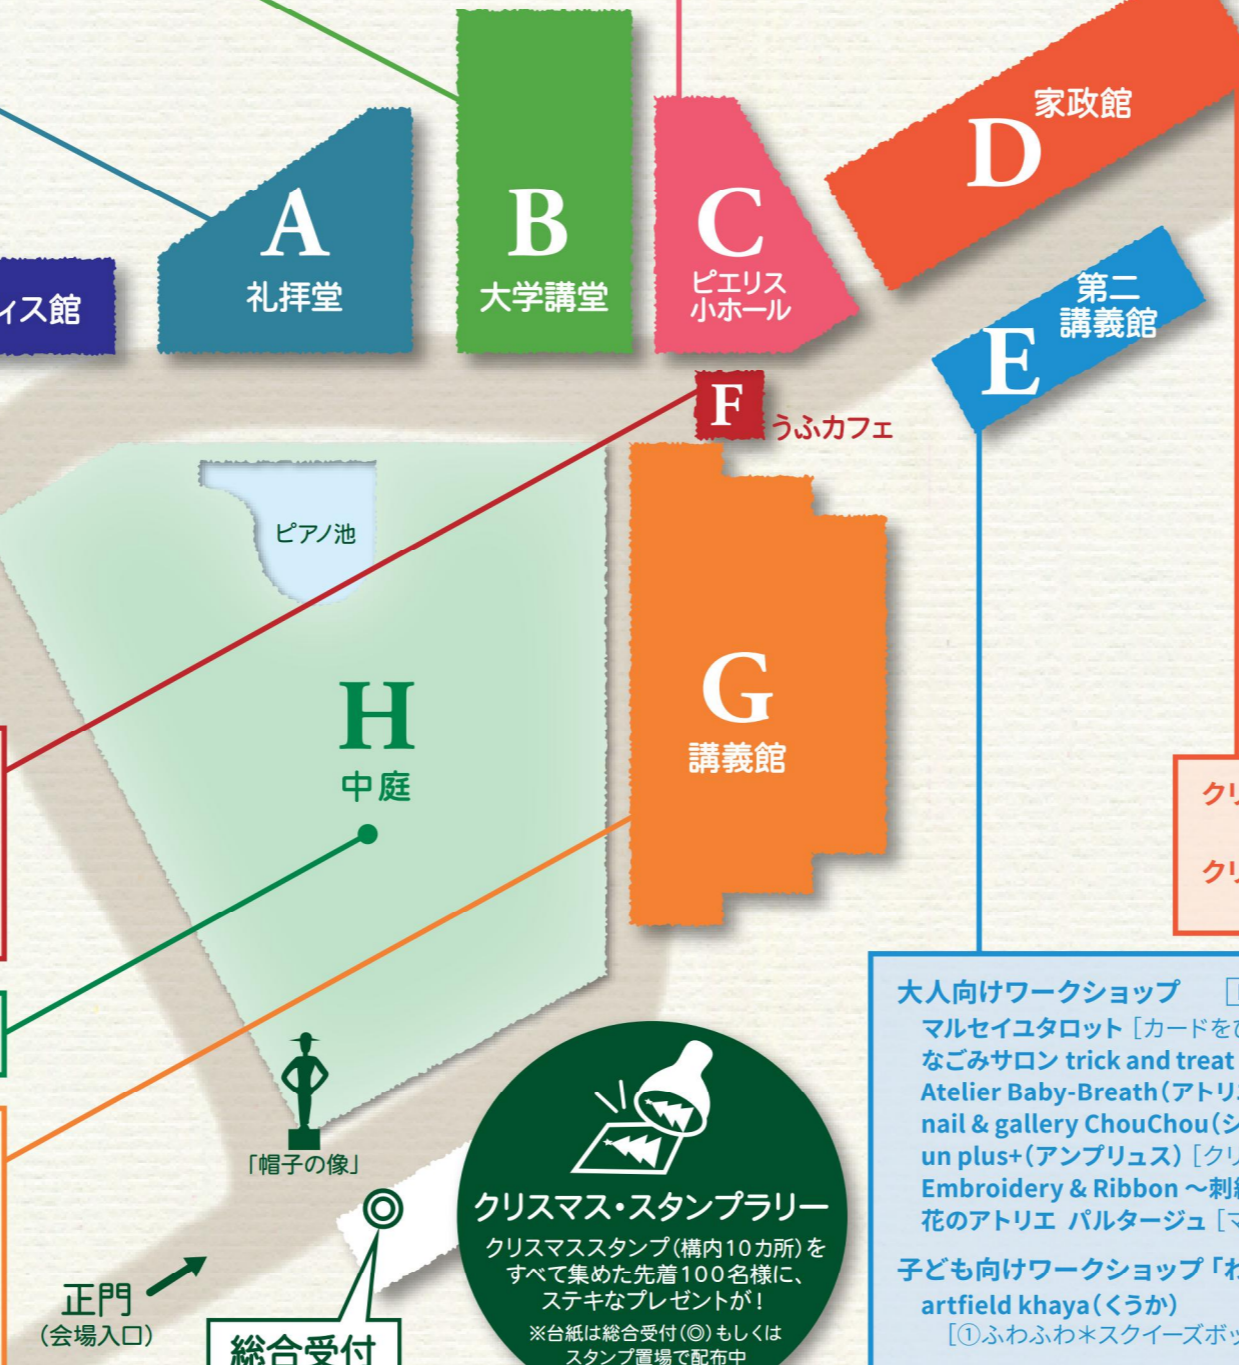 A
礼拝堂
B
大学講堂
C
ピエリス
小ホール
D
家政館
E
第二
講義館
ィス館
F
うふカフェ
ピアノ池
H
中庭
G
講義館
「帽子の像」
正門
(会場入口)
総合受付
クリスマス・スタンプラリー
クリスマススタンプ(構内10カ所)を
すべて集めた先着100名様に、
ステキなプレゼントが!
※台紙は総合受付(◎)もしくは
スタンプ置場で配布中
クリ
クリ
大人向けワークショップ
マルセイユタロット[カードを
なごみサロン trick and treat
Atelier Baby-Breath(アトリ
nail & gallery ChouChou(シ
un plus+(アンプリュス)[クリ
Embroidery & Ribbon 〜刺
花のアトリエ パルタージュ[マ
子ども向けワークショップ「わ
artfield khaya(くうか)
[①ふわふわ*スクイーズボッ